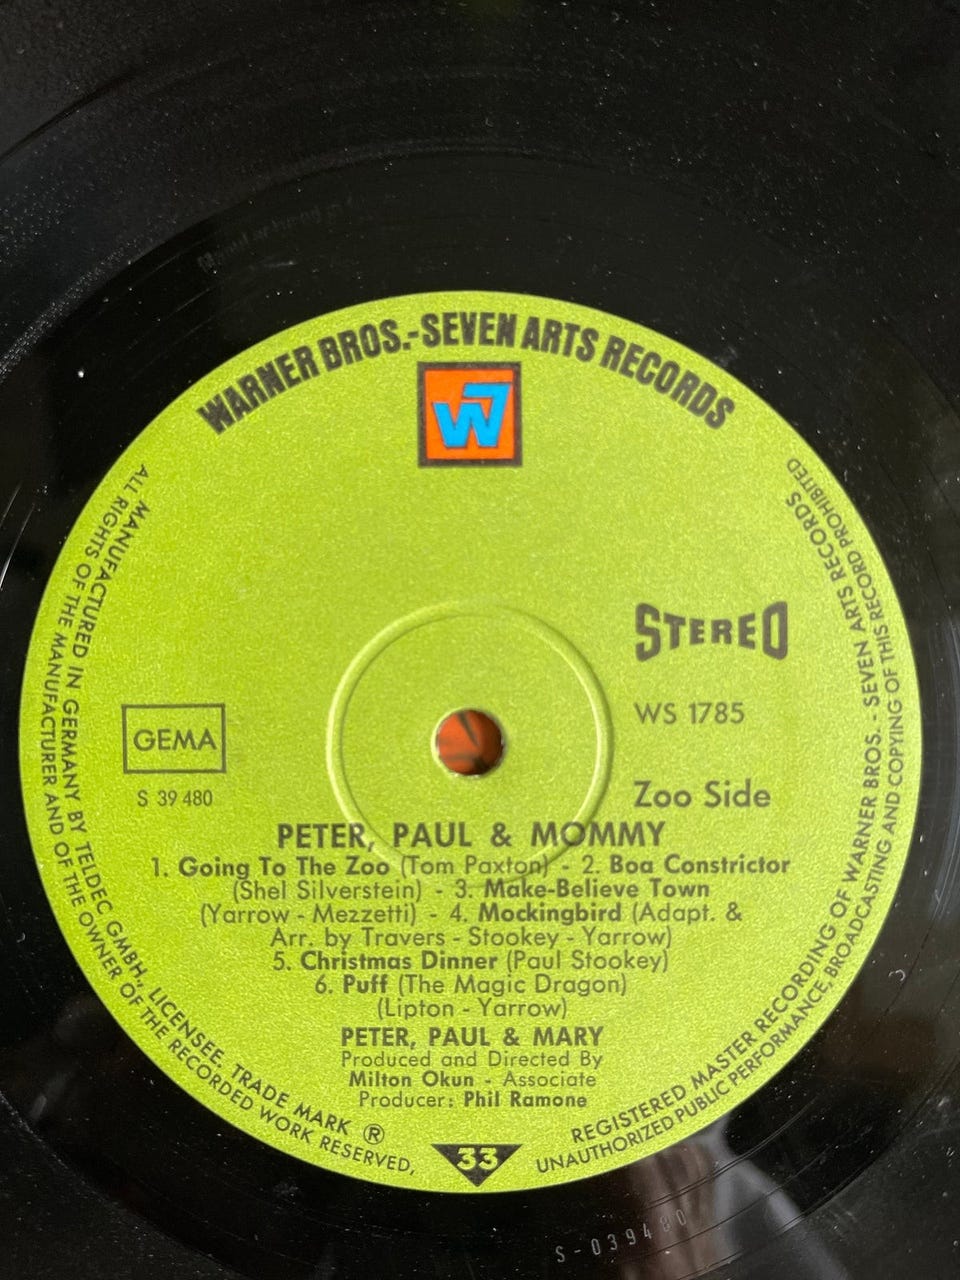 WARNER BROS.-SEVEN ARTS RECORDS
W7
STEREO
WS 1785
GEMA
S 39 480
Zoo Side
PETER, PAUL & MOMMY
1. Going To The Zoo (Tom Paxton) - 2. Boa Constrictor
(Shel Silverstein) - 3. Make-Believe Town
(Yarrow - Mezzetti) - 4. Mockingbird (Adapt. &
Arr. by Travers - Stookey - Yarrow)
5. Christmas Dinner (Paul Stookey)
6. Puff (The Magic Dragon)
(Lipton - Yarrow)
PETER, PAUL & MARY
Produced and Directed By
Milton Okun - Associate
Producer: Phil Ramone
33
MANUFACTURED IN GERMANY BY TELDEC GMBH, LICENSEE. TRADE MARK ®
REGISTERED MASTER RECORDING OF WARNER BROS. - SEVEN ARTS RECORDS
ALL RIGHTS OF THE MANUFACTURER AND OF THE OWNER OF THE RECORDED WORK RESERVED,
UNAUTHORIZED PUBLIC PERFORMANCE, BROADCASTING AND COPYING OF THIS RECORD PROHIBITED
S-039480